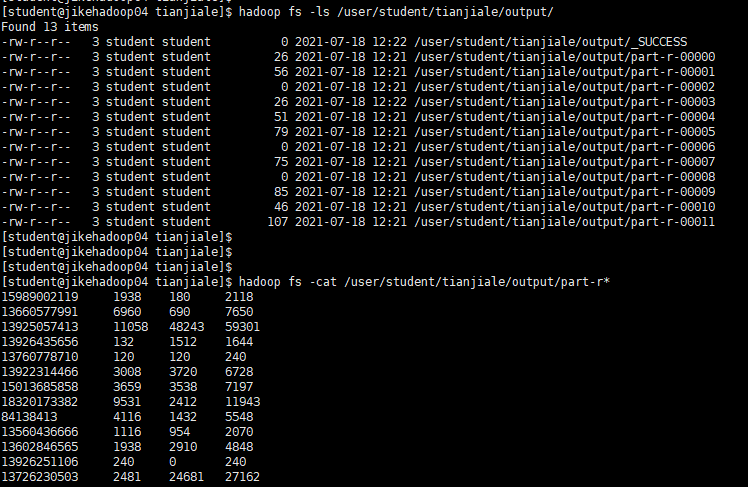 [student@jikehadoop04 tianjiale]$ hadoop fs -ls /user/student/tianjiale/output/
Found 13 items
-rw-r--r--   3 student student          0 2021-07-18 12:22 /user/student/tianjiale/output/_SUCCESS
-rw-r--r--   3 student student         26 2021-07-18 12:21 /user/student/tianjiale/output/part-r-00000
-rw-r--r--   3 student student         56 2021-07-18 12:21 /user/student/tianjiale/output/part-r-00001
-rw-r--r--   3 student student          0 2021-07-18 12:21 /user/student/tianjiale/output/part-r-00002
-rw-r--r--   3 student student         26 2021-07-18 12:22 /user/student/tianjiale/output/part-r-00003
-rw-r--r--   3 student student         51 2021-07-18 12:21 /user/student/tianjiale/output/part-r-00004
-rw-r--r--   3 student student         79 2021-07-18 12:21 /user/student/tianjiale/output/part-r-00005
-rw-r--r--   3 student student          0 2021-07-18 12:21 /user/student/tianjiale/output/part-r-00006
-rw-r--r--   3 student student         75 2021-07-18 12:21 /user/student/tianjiale/output/part-r-00007
-rw-r--r--   3 student student          0 2021-07-18 12:21 /user/student/tianjiale/output/part-r-00008
-rw-r--r--   3 student student         85 2021-07-18 12:21 /user/student/tianjiale/output/part-r-00009
-rw-r--r--   3 student student         46 2021-07-18 12:21 /user/student/tianjiale/output/part-r-00010
-rw-r--r--   3 student student        107 2021-07-18 12:21 /user/student/tianjiale/output/part-r-00011
[student@jikehadoop04 tianjiale]$
[student@jikehadoop04 tianjiale]$
[student@jikehadoop04 tianjiale]$
[student@jikehadoop04 tianjiale]$ hadoop fs -cat /user/student/tianjiale/output/part-r*
15989002119     1938    180     2118
13660577991     6960    690     7650
13925057413     11058   48243   59301
13926435656     132     1512    1644
13760778710     120     120     240
13922314466     3008    3720    6728
15013685858     3659    3538    7197
18320173382     9531    2412    11943
84138413        4116    1432    5548
13560436666     1116    954     2070
13602846565     1938    2910    4848
13926251106     240     0       240
13726230503     2481    24681   27162